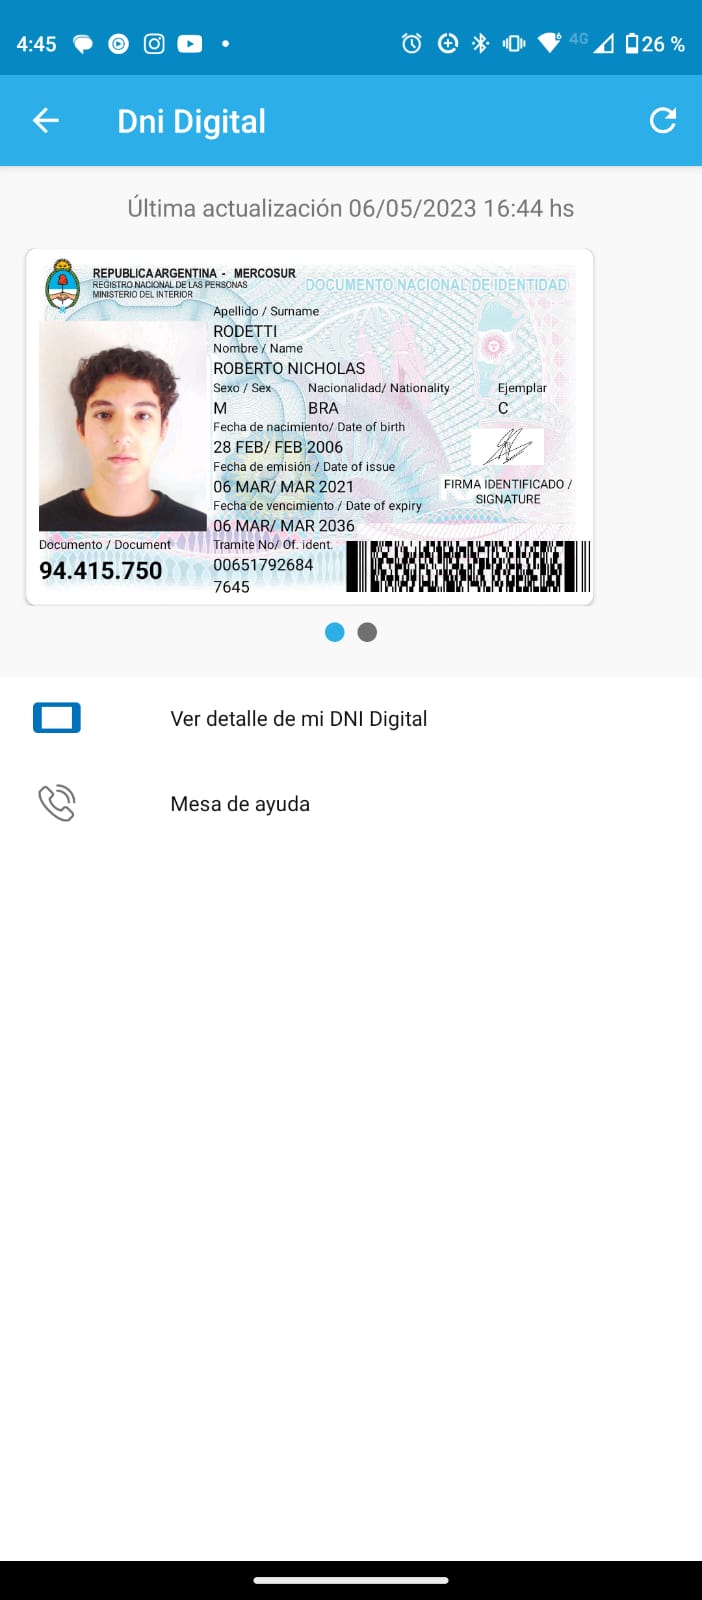 4:45
4G
26 %
Dni Digital
Última actualización 06/05/2023 16:44 hs
REPUBLICA ARGENTINA - MERCOSUR
REGISTRO NACIONAL DE LAS PERSONAS
MINISTERIO DEL INTERIOR
DOCUMENTO NACIONAL DE IDENTIDAD
Apellido / Surname
RODETTI
Nombre / Name
ROBERTO NICHOLAS
Sexo / Sex Nacionalidad/ Nationality Ejemplar
M BRA C
Fecha de nacimiento/ Date of birth
28 FEB/ FEB 2006
Fecha de emisión / Date of issue
06 MAR/ MAR 2021
FIRMA IDENTIFICADO /
SIGNATURE
Fecha de vencimiento / Date of expiry
06 MAR/ MAR 2036
Documento / Document
94.415.750
Tramite No/ Of. ident.
00651792684
7645
Ver detalle de mi DNI Digital
Mesa de ayuda